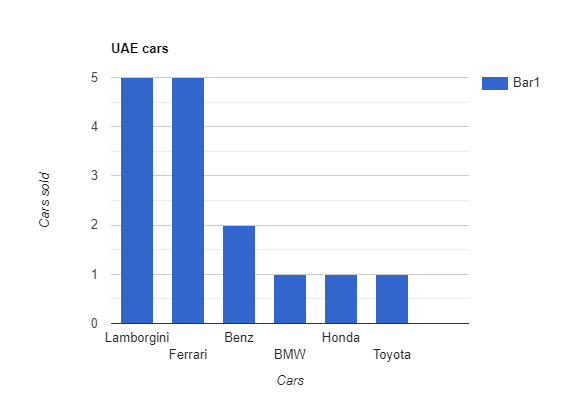 UAE cars
Bar1
5
4
3
2
1
0
Cars sold
Lamborgini
Ferrari
Benz
BMW
Honda
Toyota
Cars